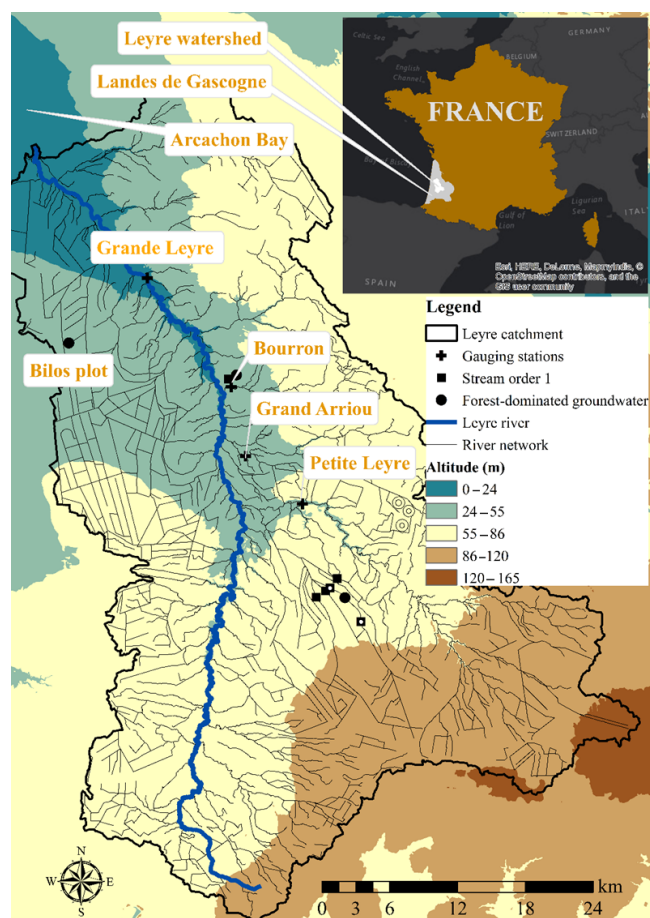 Leyre watershed
Landes de Gascogne
Arcachon Bay
Celtic Sea
GERMANY
BELGIUM
English
Channel
FRANCE
SWITZERLAND
Bay of Biscay
Ligurian
Sea
ITAL
Gulf of
Lion
SPAIN
Esri, HERE, DeLorme, MapmyIndia, ©
OpenStreetMap contributors, and the
GIS user community
Grande Leyre
Bourron
Bilos plot
Grand Arriou
Petite Leyre
Legend
Leyre catchment
Gauging stations
Stream order 1
Forest-dominated groundwater
Leyre river
River network
Altitude (m)
0–24
24–55
55–86
86–120
120–165
N
W E
S
km
0 3 6 12 18 24